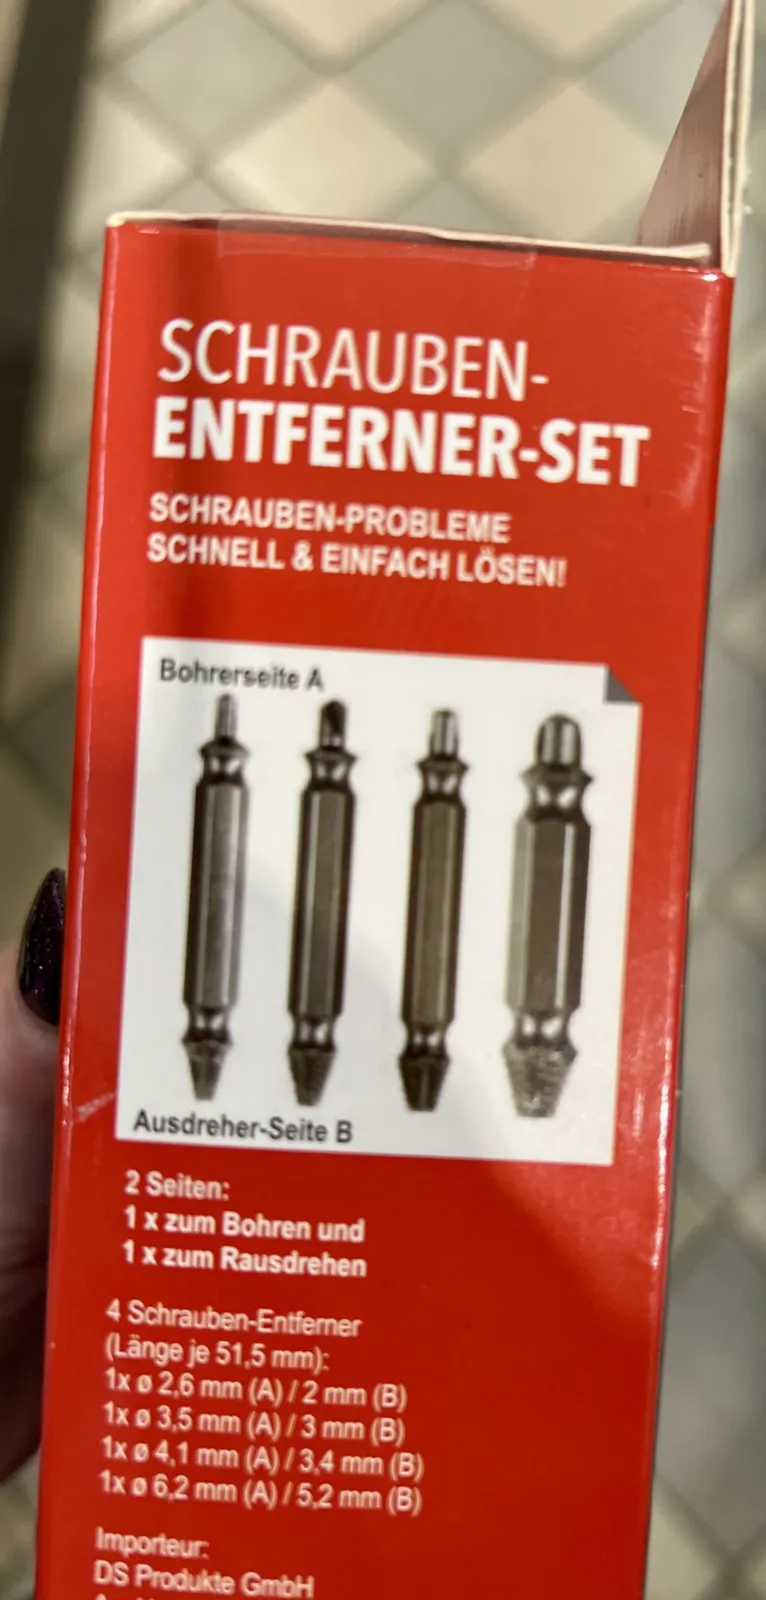 SCHRAUBEN-
ENTFERNER-SET
SCHRAUBEN-PROBLEME
SCHNELL & EINFACH LÖSEN!
Bohrerseite A
Ausdreher-Seite B
2 Seiten:
1 x zum Bohren und
1 x zum Rausdrehen
4 Schrauben-Entferner
(Länge je 51,5 mm):
1x ø 2,6 mm (A) / 2 mm (B)
1x ø 3,5 mm (A) / 3 mm (B)
1x ø 4,1 mm (A) / 3,4 mm (B)
1x ø 6,2 mm (A) / 5,2 mm (B)
Importeur:
DS Produkte GmbH